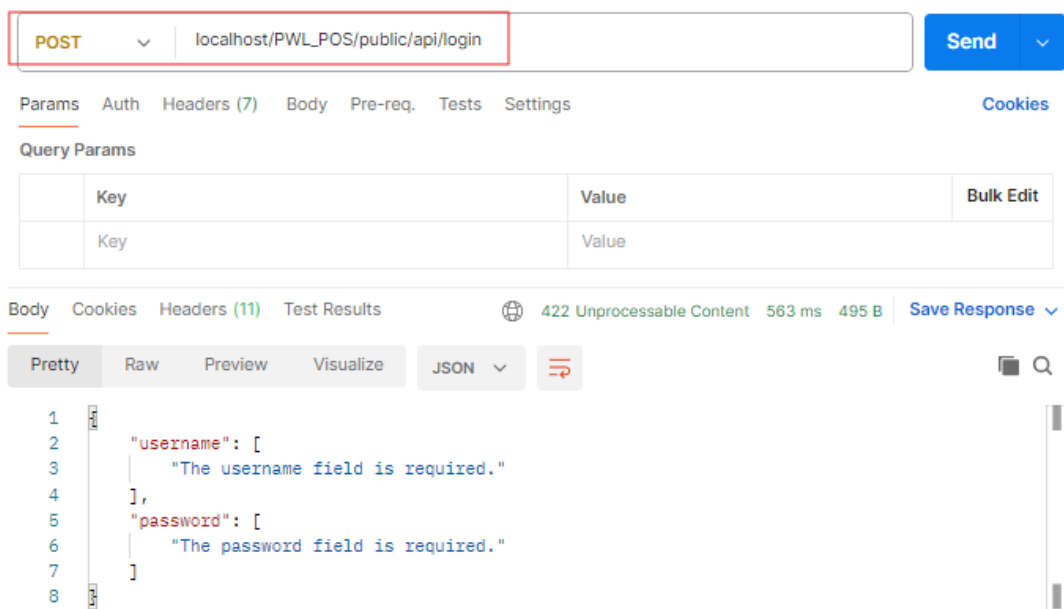 POST localhost/PWL_POS/public/api/login Send
Params Auth Headers (7) Body Pre-req. Tests Settings Cookies
Query Params
Key Value Bulk Edit
Key Value
Body Cookies Headers (11) Test Results 422 Unprocessable Content 563 ms 495 B Save Response
Pretty Raw Preview Visualize JSON
1 {
2 "username": [
3 "The username field is required."
4 ],
5 "password": [
6 "The password field is required."
7 ]
8 }